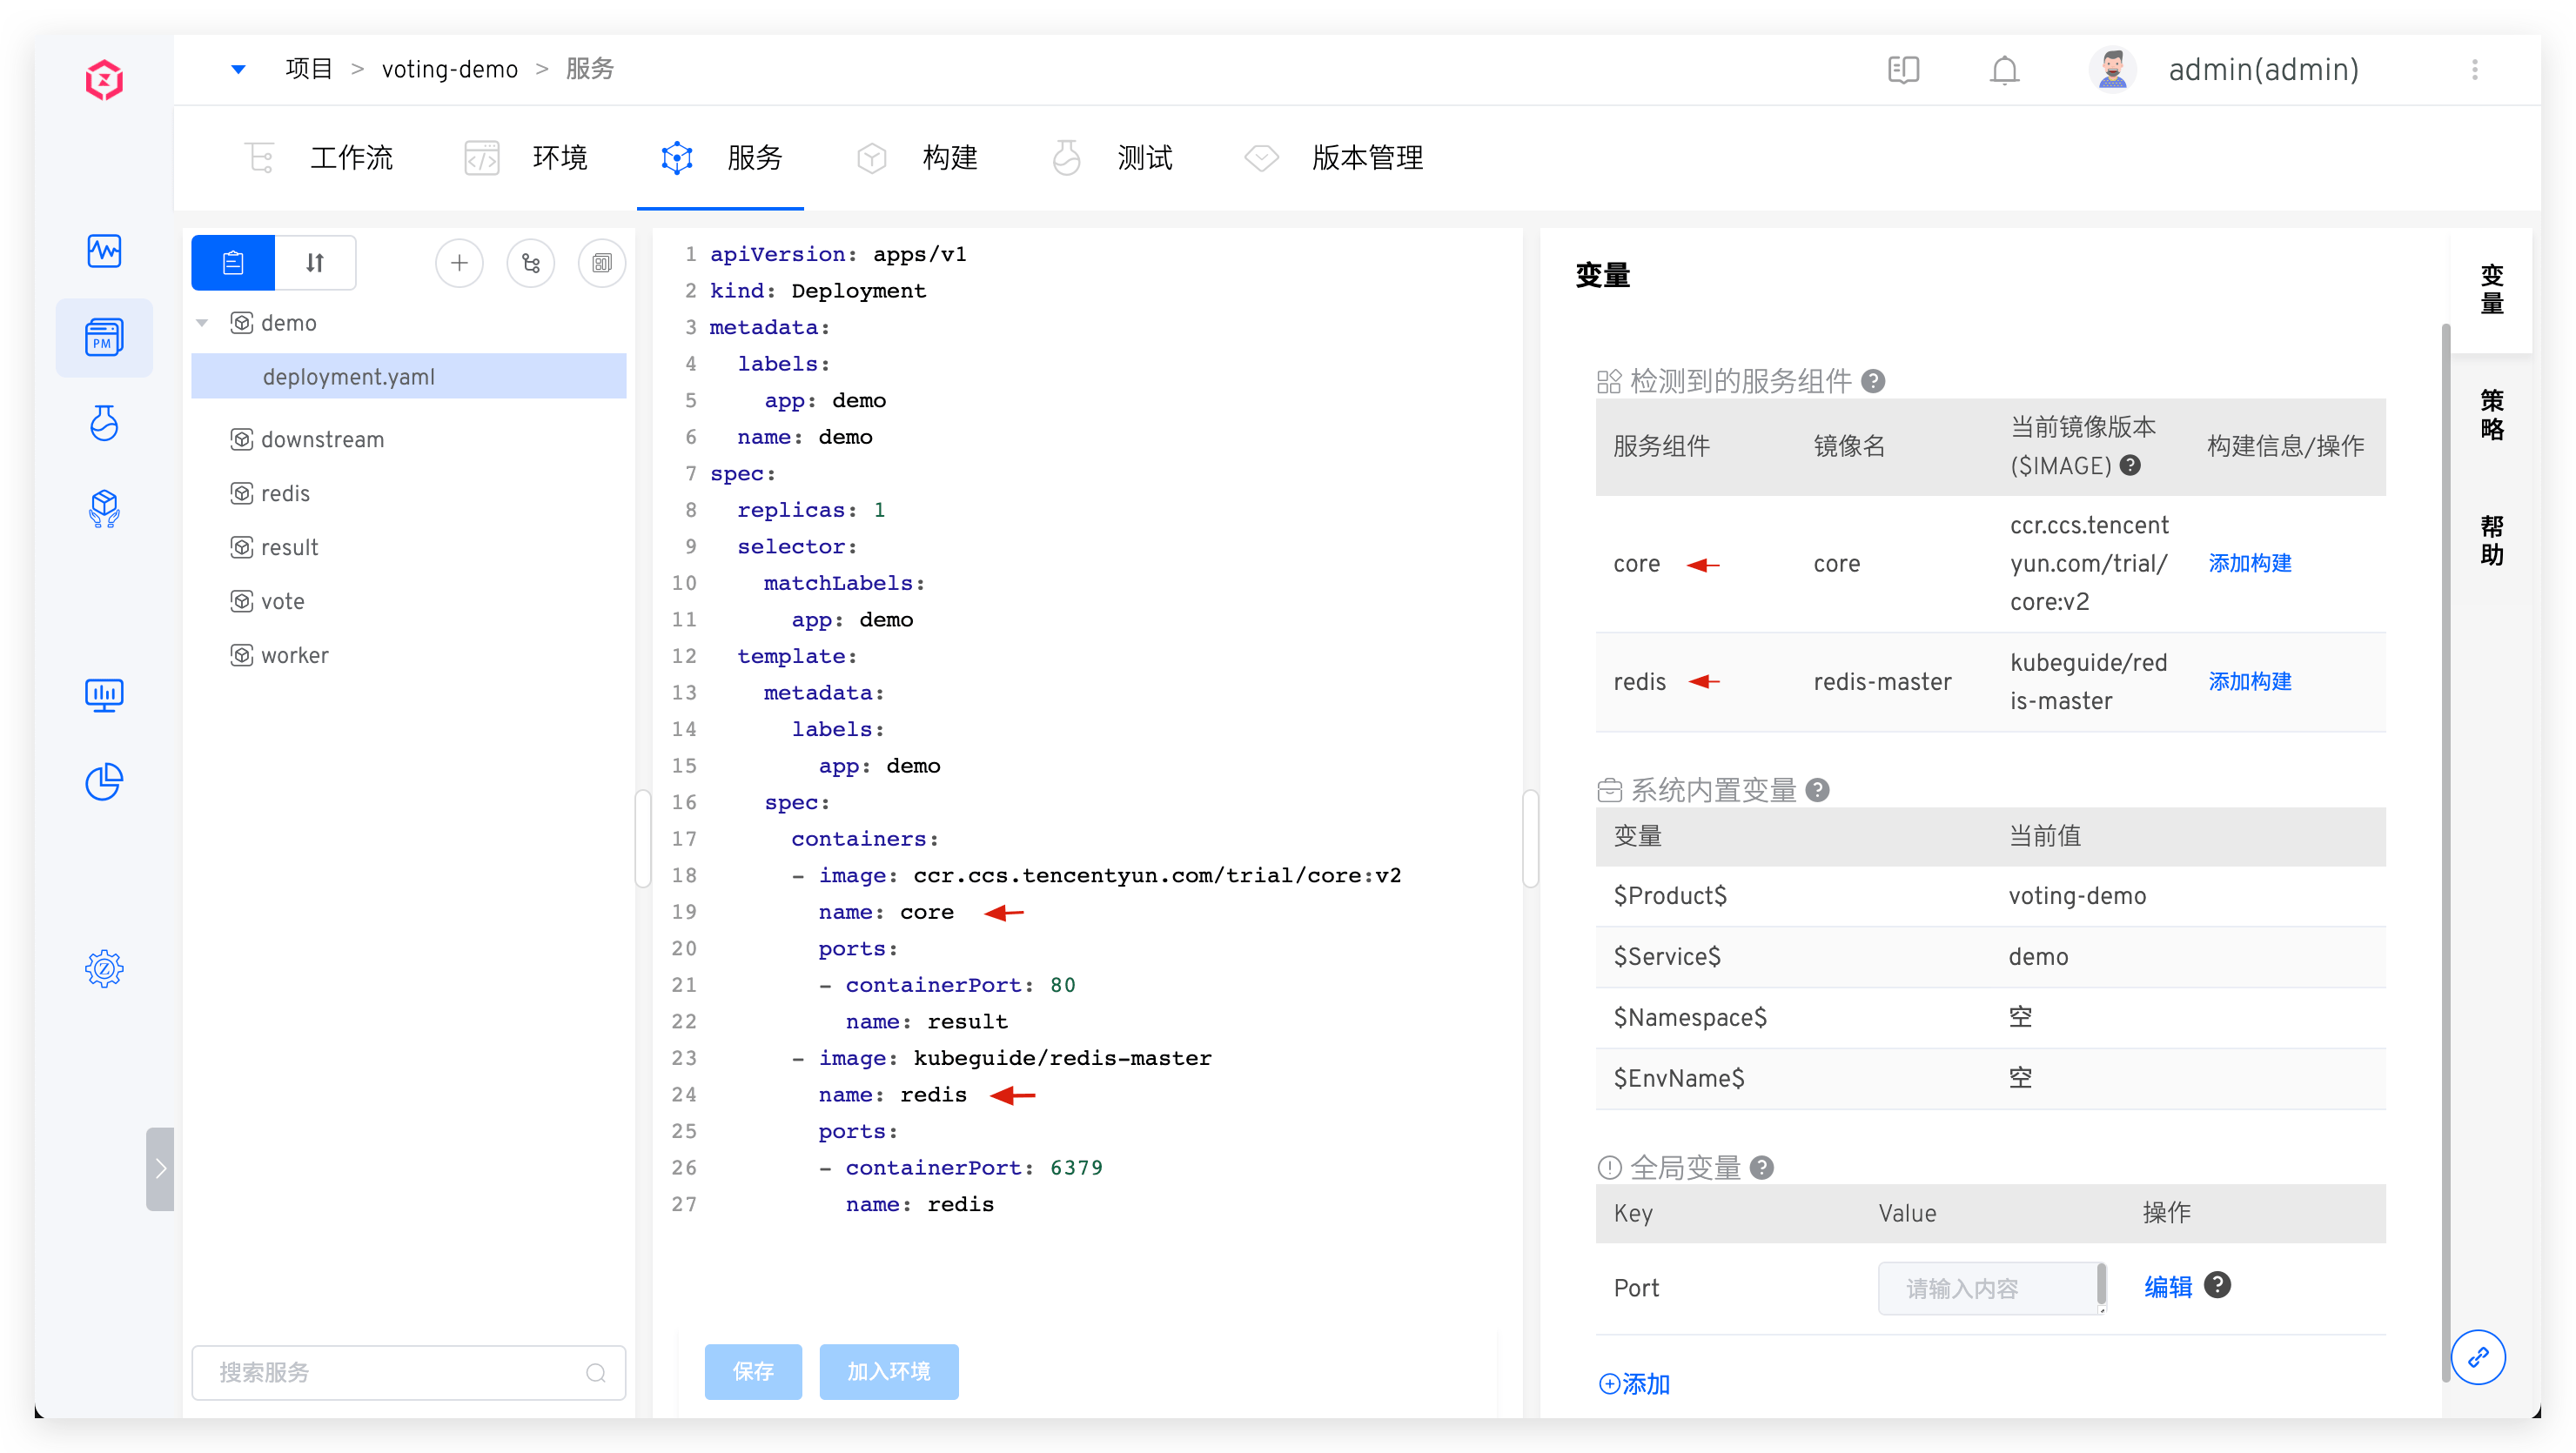 项目 > voting-demo > 服务
admin(admin)
工作流
环境
服务
构建
测试
版本管理
PM
demo
deployment.yaml
downstream
redis
result
vote
worker
搜索服务
1 apiVersion: apps/v1
2 kind: Deployment
3 metadata:
4   labels:
5     app: demo
6   name: demo
7 spec:
8   replicas: 1
9   selector:
10     matchLabels:
11       app: demo
12   template:
13     metadata:
14       labels:
15         app: demo
16     spec:
17       containers:
18       - image: ccr.ccs.tencentyun.com/trial/core:v2
19         name: core
20         ports:
21         - containerPort: 80
22           name: result
23       - image: kubeguide/redis-master
24         name: redis
25         ports:
26         - containerPort: 6379
27           name: redis
保存
加入环境
变量
检测到的服务组件 ?
服务组件
镜像名
当前镜像版本
($IMAGE) ?
构建信息/操作
core
core
ccr.ccs.tencent
yun.com/trial/
core:v2
添加构建
redis
redis-master
kubeguide/red
is-master
添加构建
系统内置变量 ?
变量 当前值
$Product$ voting-demo
$Service$ demo
$Namespace$ 空
$EnvName$ 空
全局变量 ?
Key Value 操作
Port 请输入内容 编辑 ?
添加
变
量
策
略
帮
助